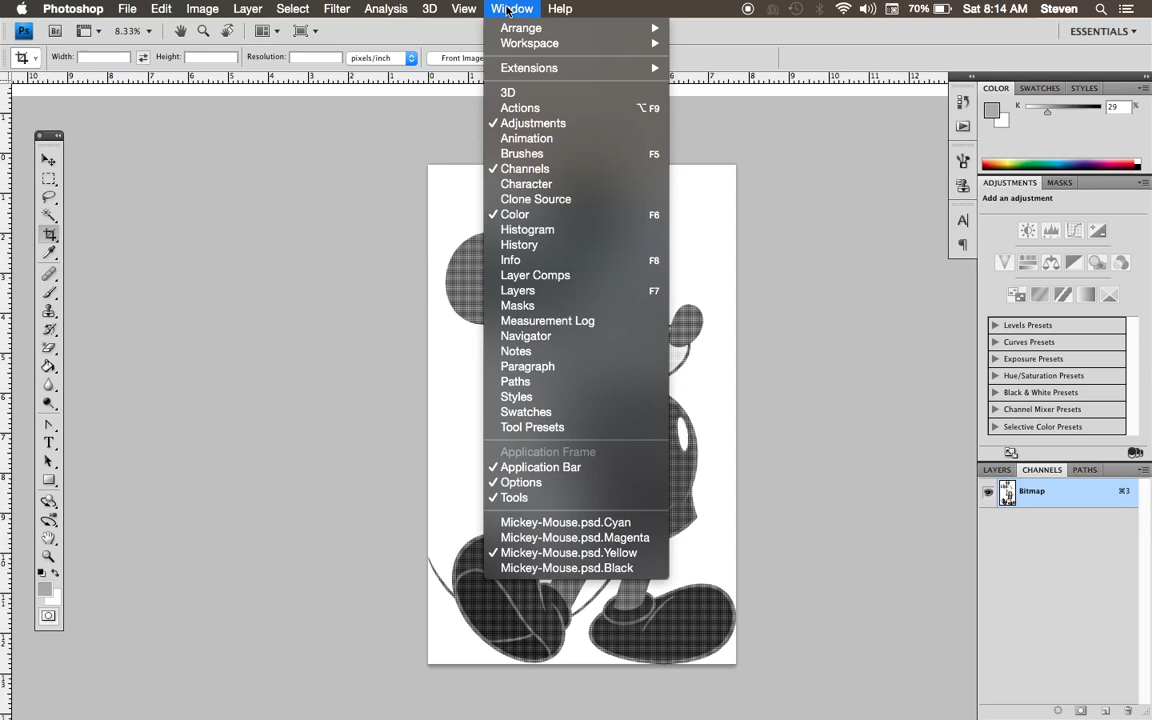 Photoshop File Edit Image Layer Select Filter Analysis 3D View Window Help 70% Sat 8:14 AM Steven
Ps Br 8.33% ESSENTIALS
Width: Height: Resolution: pixels/inch Front Image
Arrange
Workspace
Extensions
3D
Actions ⌥F9
✓ Adjustments
Animation
Brushes F5
✓ Channels
Character
Clone Source
✓ Color F6
Histogram
History
Info F8
Layer Comps
Layers F7
Masks
Measurement Log
Navigator
Notes
Paragraph
Paths
Styles
Swatches
Tool Presets
Application Frame
✓ Application Bar
✓ Options
✓ Tools
Mickey-Mouse.psd.Cyan
Mickey-Mouse.psd.Magenta
✓ Mickey-Mouse.psd.Yellow
Mickey-Mouse.psd.Black
COLOR SWATCHES STYLES
K 29 %
ADJUSTMENTS MASKS
Add an adjustment
Levels Presets
Curves Presets
Exposure Presets
Hue/Saturation Presets
Black & White Presets
Channel Mixer Presets
Selective Color Presets
LAYERS CHANNELS PATHS
Bitmap ⌘3